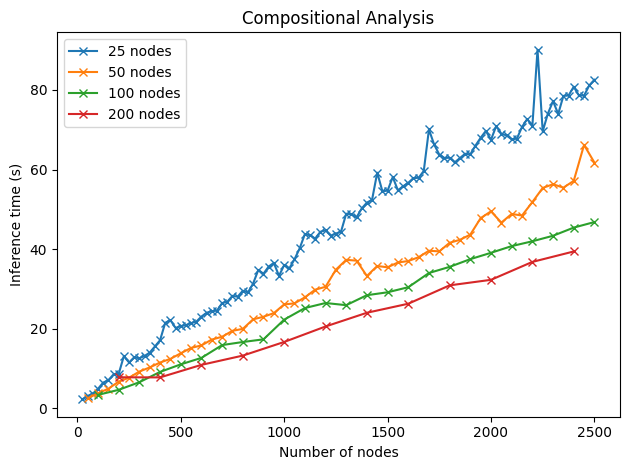 Compositional Analysis
25 nodes
50 nodes
100 nodes
200 nodes
Inference time (s)
80
60
40
20
0
0 500 1000 1500 2000 2500
Number of nodes